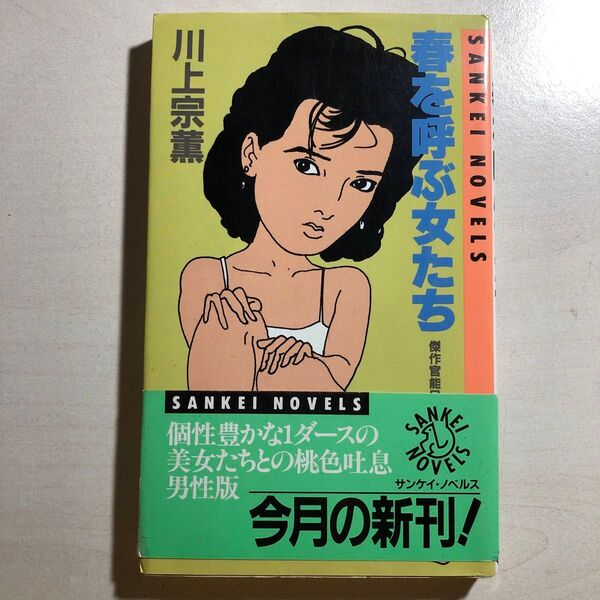 SANKEI NOVELS
春を呼ぶ女たち
川上宗薫
傑作官能
SANKEI NOVELS
個性豊かな1ダースの
美女たちとの桃色吐息
男性版
SANKEI
NOVELS
サンケイ・ノベルス
今月の新刊!